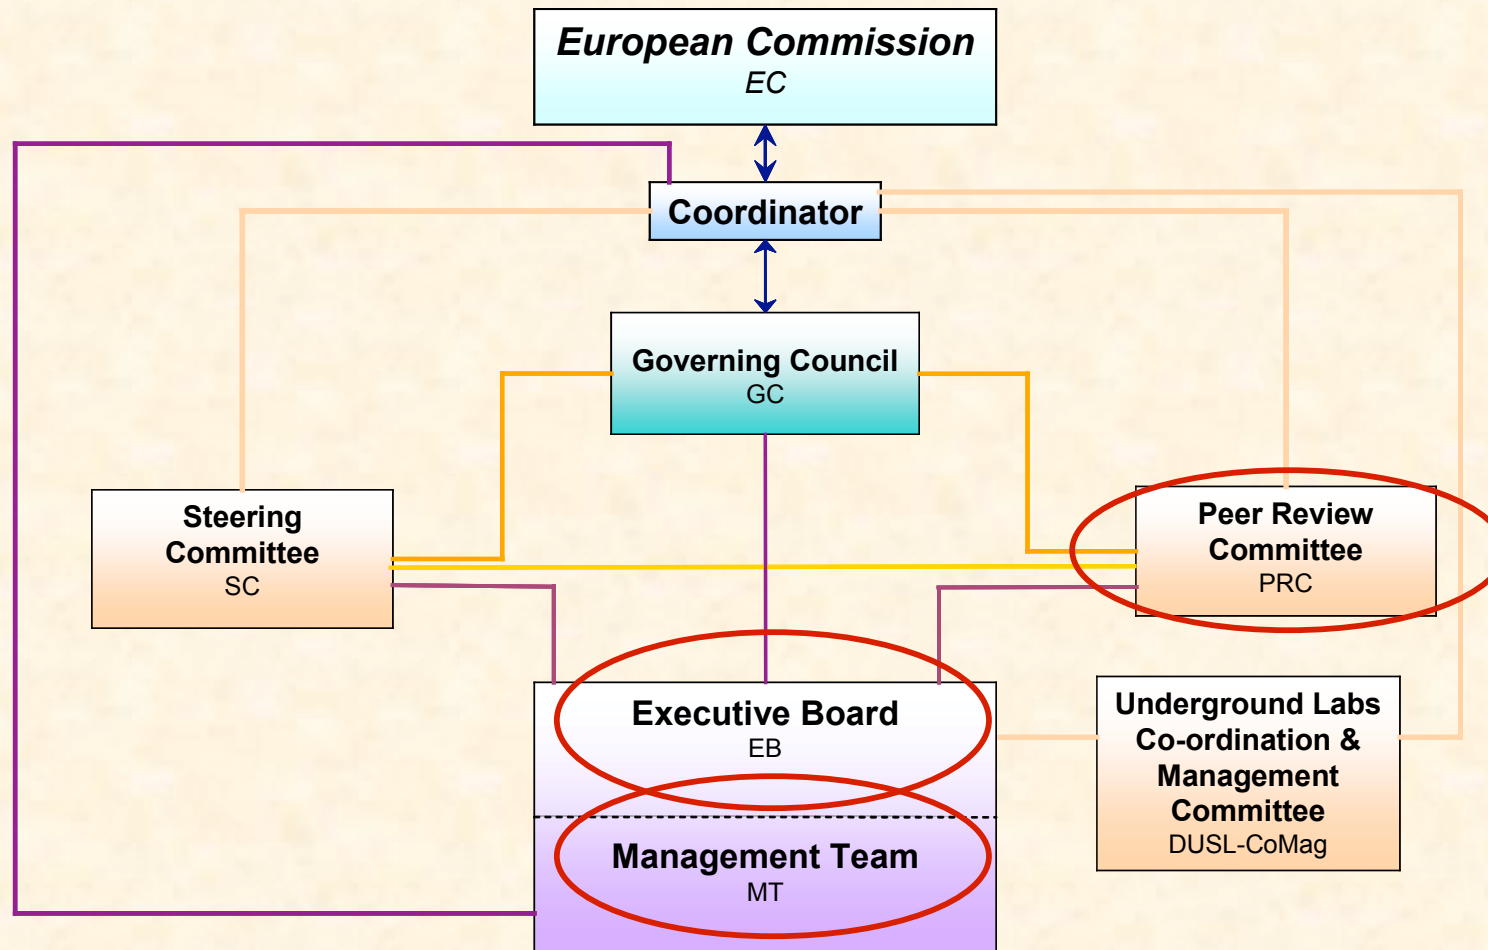 European Commission
EC
Coordinator
Governing Council
GC
Steering
Committee
SC
Peer Review
Committee
PRC
Executive Board
EB
Management Team
MT
Underground Labs
Co-ordination &
Management
Committee
DUSL-CoMag